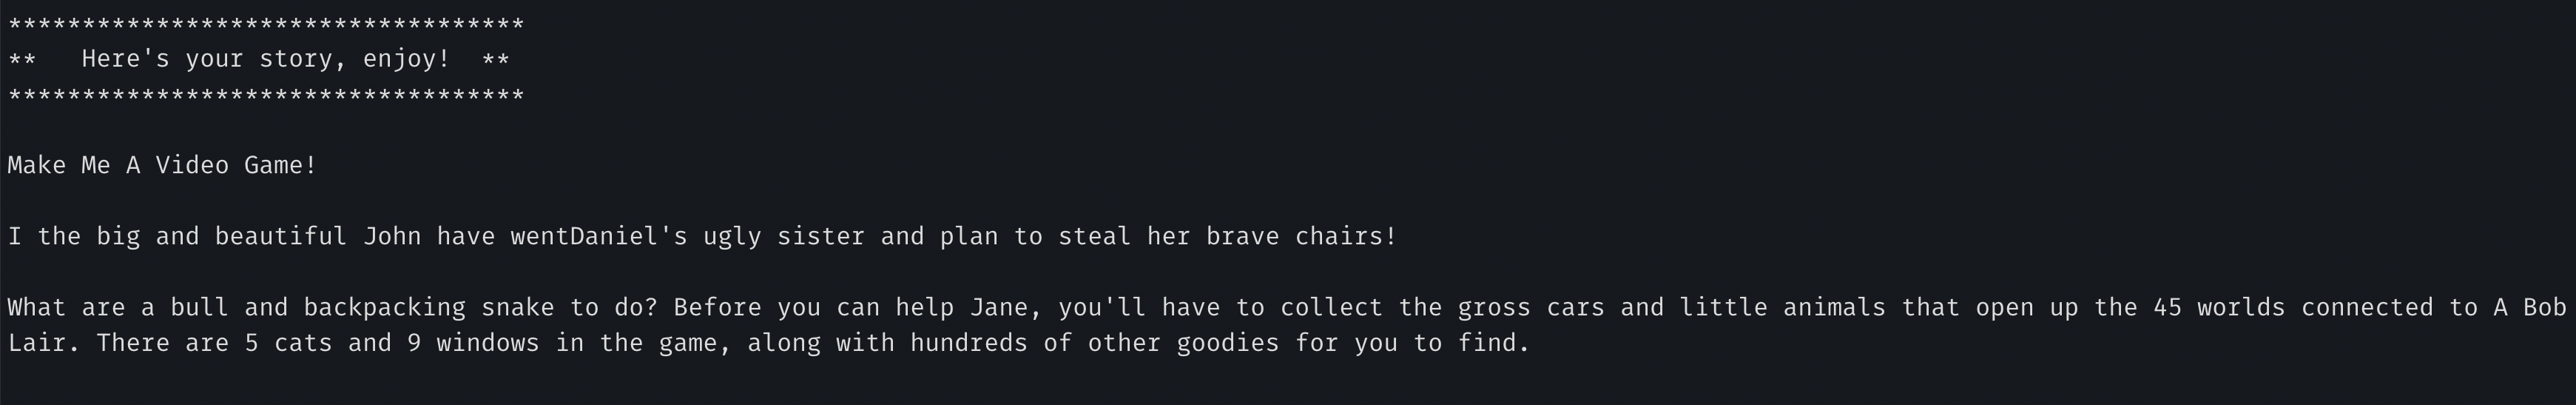 ***********************************
**   Here's your story, enjoy!  **
***********************************
Make Me A Video Game!
I the big and beautiful John have wentDaniel's ugly sister and plan to steal her brave chairs!
What are a bull and backpacking snake to do? Before you can help Jane, you'll have to collect the gross cars and little animals that open up the 45 worlds connected to A Bob
Lair. There are 5 cats and 9 windows in the game, along with hundreds of other goodies for you to find.